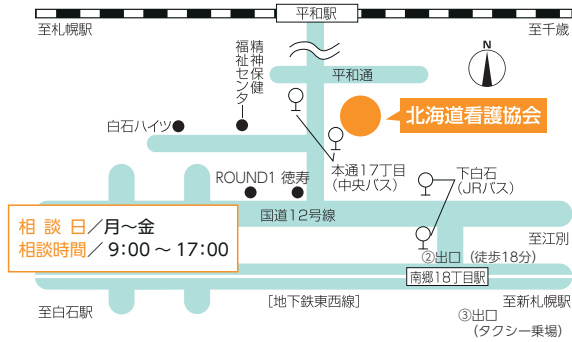 平和駅
至札幌駅
至千歳
N
精神保健
福祉センター
平和通
北海道看護協会
白石ハイツ
本通17丁目
(中央バス)
下白石
(JRバス)
ROUND1 徳寿
国道12号線
至江別
相 談 日/月〜金
相談時間/ 9:00 〜 17:00
②出口 (徒歩18分)
南郷18丁目駅
[地下鉄東西線]
至白石駅
至新札幌駅
③出口
(タクシー乗場)